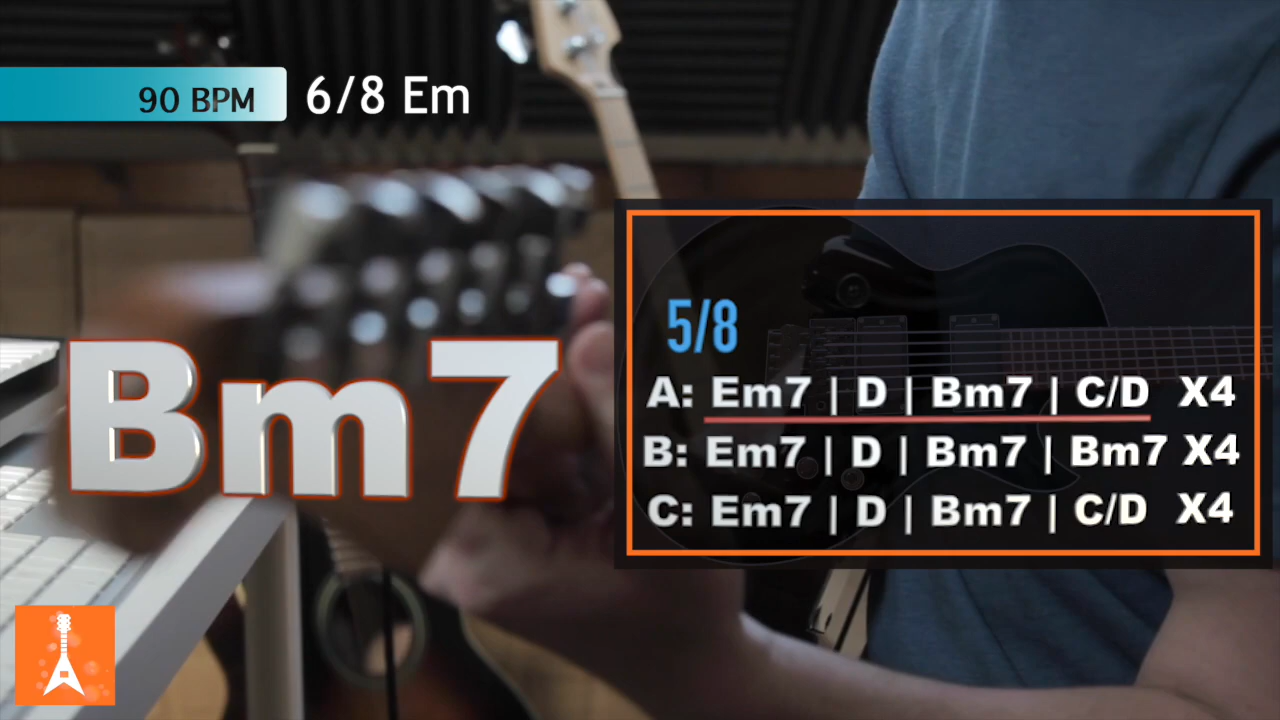 90 BPM 6/8 Em
5/8
A: Em7 | D | Bm7 | C/D X4
B: Em7 | D | Bm7 | Bm7 X4
C: Em7 | D | Bm7 | C/D X4
Bm7